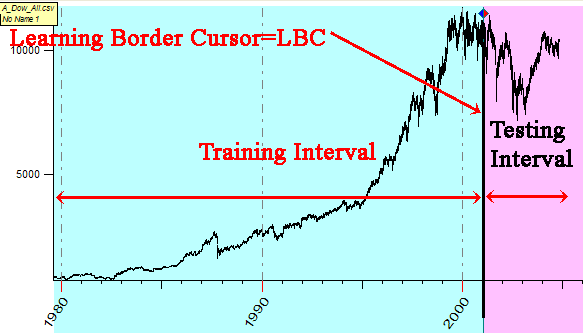 A_Dow_All.csv
No Name 1
10000
Learning Border Cursor=LBC
Testing
Interval
Training Interval
5000
1980
1990
2000